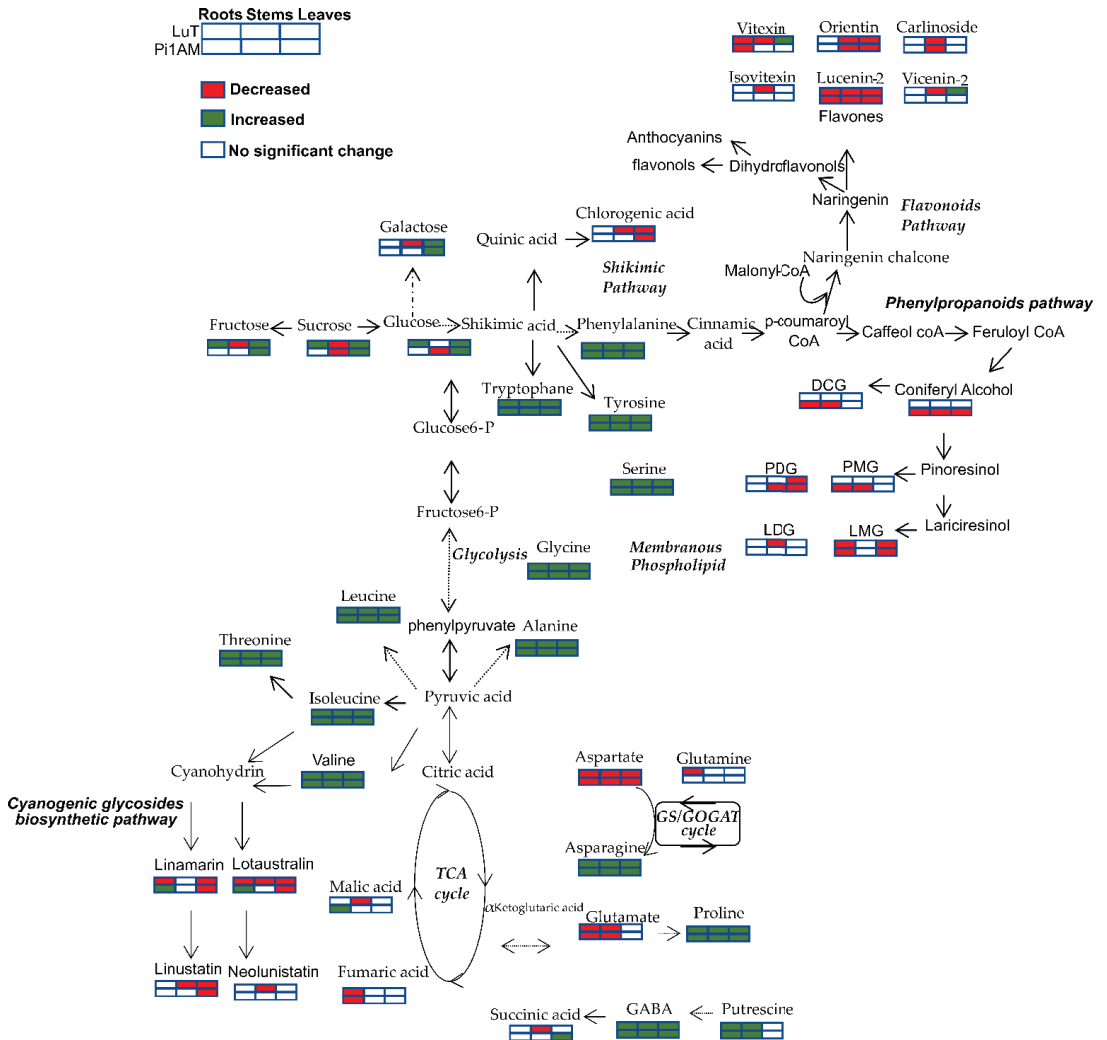 Roots Stems Leaves
LuT
Pi1AM
Decreased
Increased
No significant change
Vitexin
Orientin
Carlinoside
Isovitexin
Lucenin-2
Vicenin-2
Flavones
Anthocyanins
flavonols
Dihydroflavonols
Naringenin
Flavonoids
Pathway
Galactose
Quinic acid
Chlorogenic acid
Naringenin chalcone
Malonyl-CoA
Shikimic
Pathway
Phenylpropanoids pathway
Fructose
Sucrose
Glucose
Shikimic acid
Phenylalanine
Cinnamic
acid
p-coumaroyl
CoA
Caffeol coA
Feruloyl CoA
Tryptophane
Tyrosine
DCG
Coniferyl Alcohol
Glucose6-P
Serine
PDG
PMG
Pinoresinol
Fructose6-P
LDG
LMG
Lariciresinol
Glycolysis
Glycine
Membranous
Phospholipid
Leucine
phenylpyruvate
Alanine
Threonine
Isoleucine
Pyruvic acid
Cyanohydrin
Valine
Citric acid
Aspartate
Glutamine
Cyanogenic glycosides
biosynthetic pathway
GS/GOGAT
cycle
Asparagine
Linamarin
Lotaustralin
Malic acid
TCA
cycle
αKetoglutaric acid
Glutamate
Proline
Linustatin
Neolunistatin
Fumaric acid
Succinic acid
GABA
Putrescine